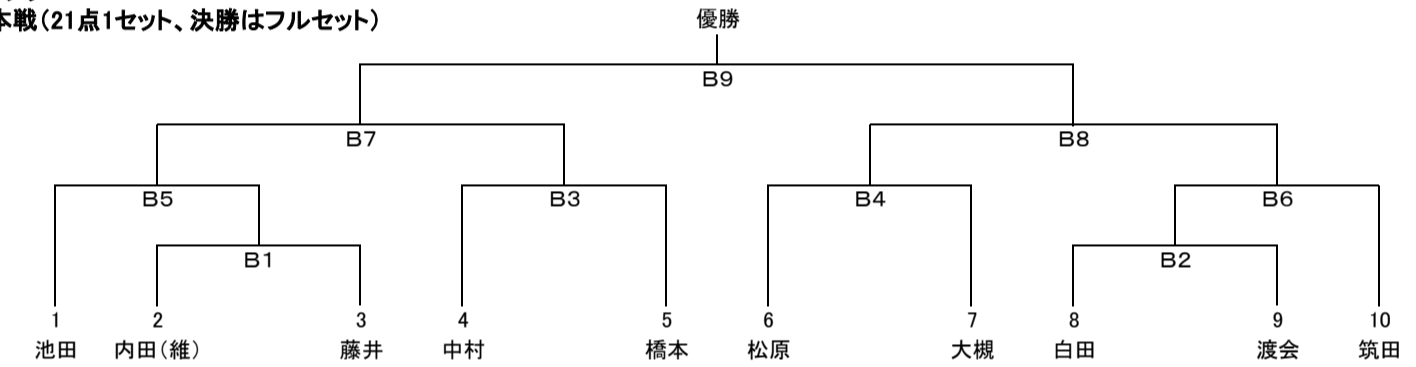 本戦（21点1セット、決勝はフルセット）
優勝
B9
B7 B8
B5 B3 B4 B6
B1 B2
1 2 3 4 5 6 7 8 9 10
池田 内田（維） 藤井 中村 橋本 松原 大槻 白田 渡会 筑田